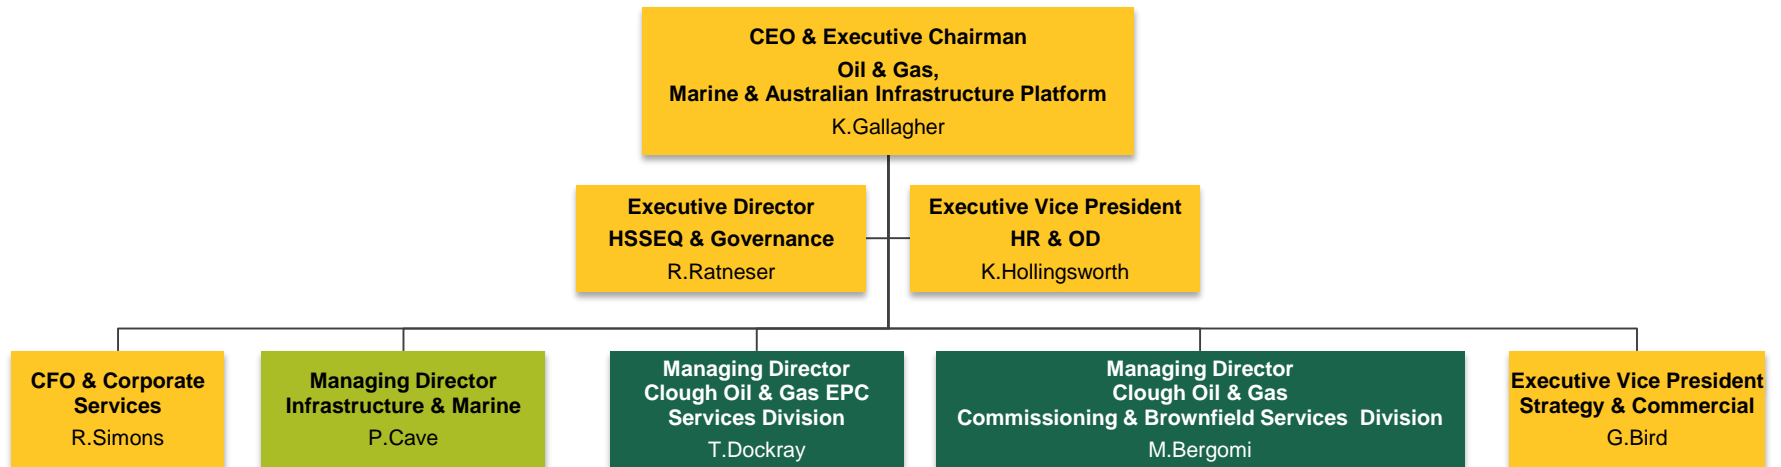 CEO & Executive Chairman
Oil & Gas,
Marine & Australian Infrastructure Platform
K.Gallagher
Executive Director
HSSEQ & Governance
R.Ratneser
Executive Vice President
HR & OD
K.Hollingsworth
CFO & Corporate
Services
R.Simons
Managing Director
Infrastructure & Marine
P.Cave
Managing Director
Clough Oil & Gas EPC
Services Division
T.Dockray
Managing Director
Clough Oil & Gas
Commissioning & Brownfield Services Division
M.Bergomi
Executive Vice President
Strategy & Commercial
G.Bird